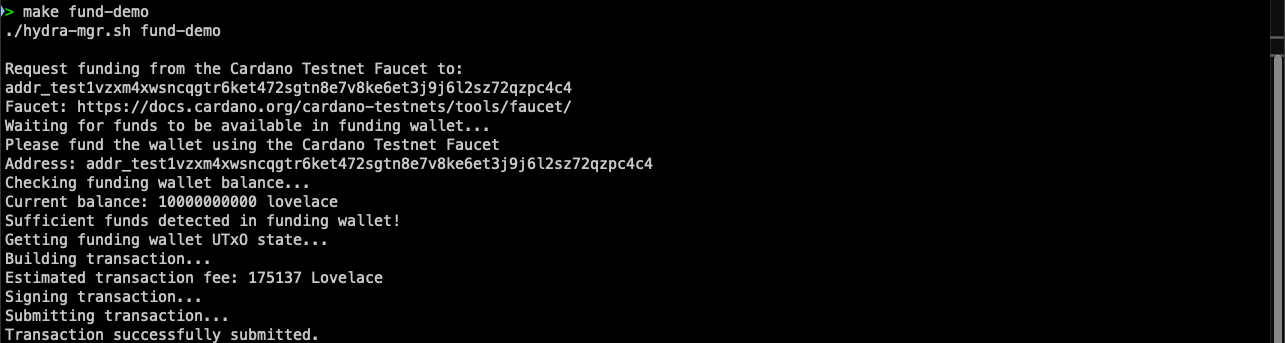 > make fund-demo
./hydra-mgr.sh fund-demo
Request funding from the Cardano Testnet Faucet to:
addr_test1vzxm4xwsncqgtr6ket472sgtn8e7v8ke6et3j9j6l2sz72qzpc4c4
Faucet: https://docs.cardano.org/cardano-testnets/tools/faucet/
Waiting for funds to be available in funding wallet...
Please fund the wallet using the Cardano Testnet Faucet
Address: addr_test1vzxm4xwsncqgtr6ket472sgtn8e7v8ke6et3j9j6l2sz72qzpc4c4
Checking funding wallet balance...
Current balance: 10000000000 lovelace
Sufficient funds detected in funding wallet!
Getting funding wallet UTxO state...
Building transaction...
Estimated transaction fee: 175137 Lovelace
Signing transaction...
Submitting transaction...
Transaction successfully submitted.